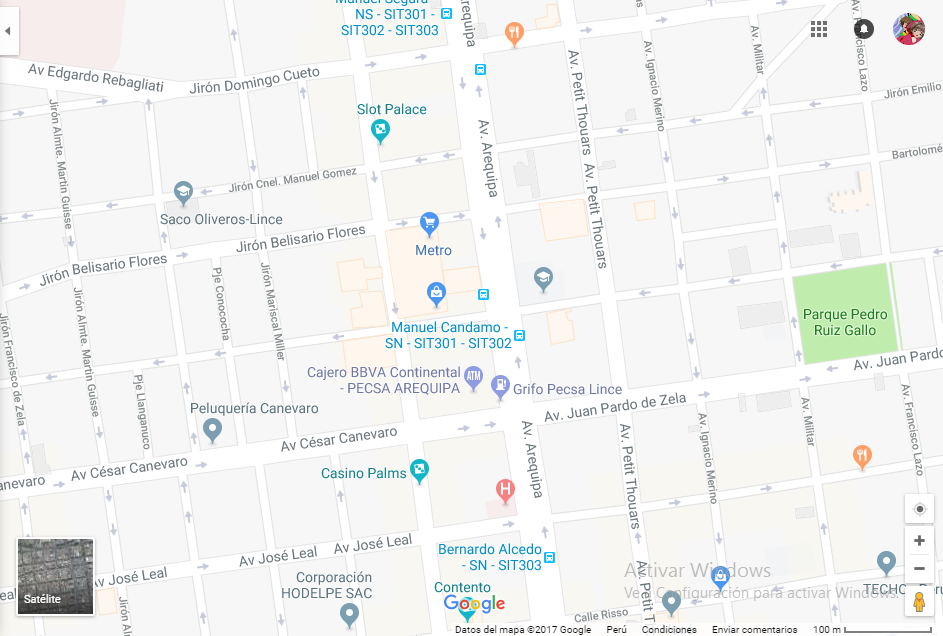 Manuel Segura -
NS - SIT301 -
SIT302 - SIT303
Av. Arequipa
Av. Petit Thouars
Av. Ignacio Merino
Av. Militar
Av. Francisco Lazo
Av Edgardo Rebagliati
Jirón Domingo Cueto
Jirón Emilio
Slot Palace
Jirón Almte. Martin Guisse
Av. Arequipa
Av. Petit Thouars
Bartolomé
Jirón Cnel. Manuel Gomez
Saco Oliveros-Lince
Jirón Belisario Flores
Metro
Jirón Belisario Flores
Pje Conococha
Jirón Mariscal Miller
Jirón Almte. Martin Guisse
Jirón Francisco de Zela
Parque Pedro
Ruiz Gallo
Manuel Candamo -
SN - SIT301 - SIT302
Av. Juan Pardo
Cajero BBVA Continental
- PECSA AREQUIPA
Grifo Pecsa Lince
Pje Llanganuco
Peluquería Canevaro
Av. Juan Pardo de Zela
Av. Militar
Av. Francisco Lazo
Av. Ignacio Merino
Av César Canevaro
Av. Arequipa
Av. Petit Thouars
Av César Canevaro
Casino Palms
anevaro
Av José Leal
Av José Leal
Bernardo Alcedo
- SN - SIT303
José Leal
Av. Petit T
Corporación
HODELPE SAC
Contento
Activar Windows
Ve a Configuración para activar Windows.
TECHO
Satélite
Google
Calle Risso
Datos del mapa ©2017 Google Perú Condiciones Enviar comentarios 100 m